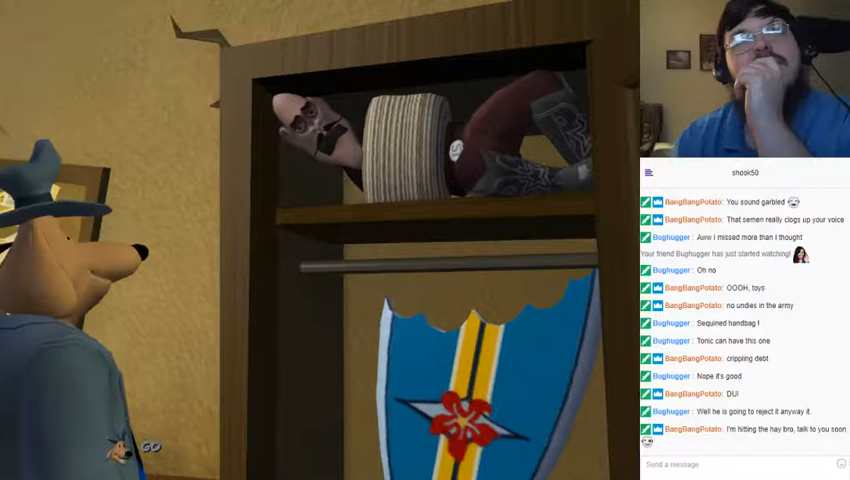 GO
shook50
BangBangPotato: You sound garbled
BangBangPotato: That semen really clogs up your voice
Bughugger: Aww I missed more than I thought
Your friend Bughugger has just started watching!
Bughugger: Oh no
BangBangPotato: OOOH, toys
BangBangPotato: no undies in the army
Bughugger: Sequined handbag !
Bughugger: Tonic can have this one
BangBangPotato: crippling debt
Bughugger: Nope it's good
BangBangPotato: DUI
Bughugger: Well he is going to reject it anyway it.
BangBangPotato: I'm hitting the hay bro, talk to you soon
Send a message